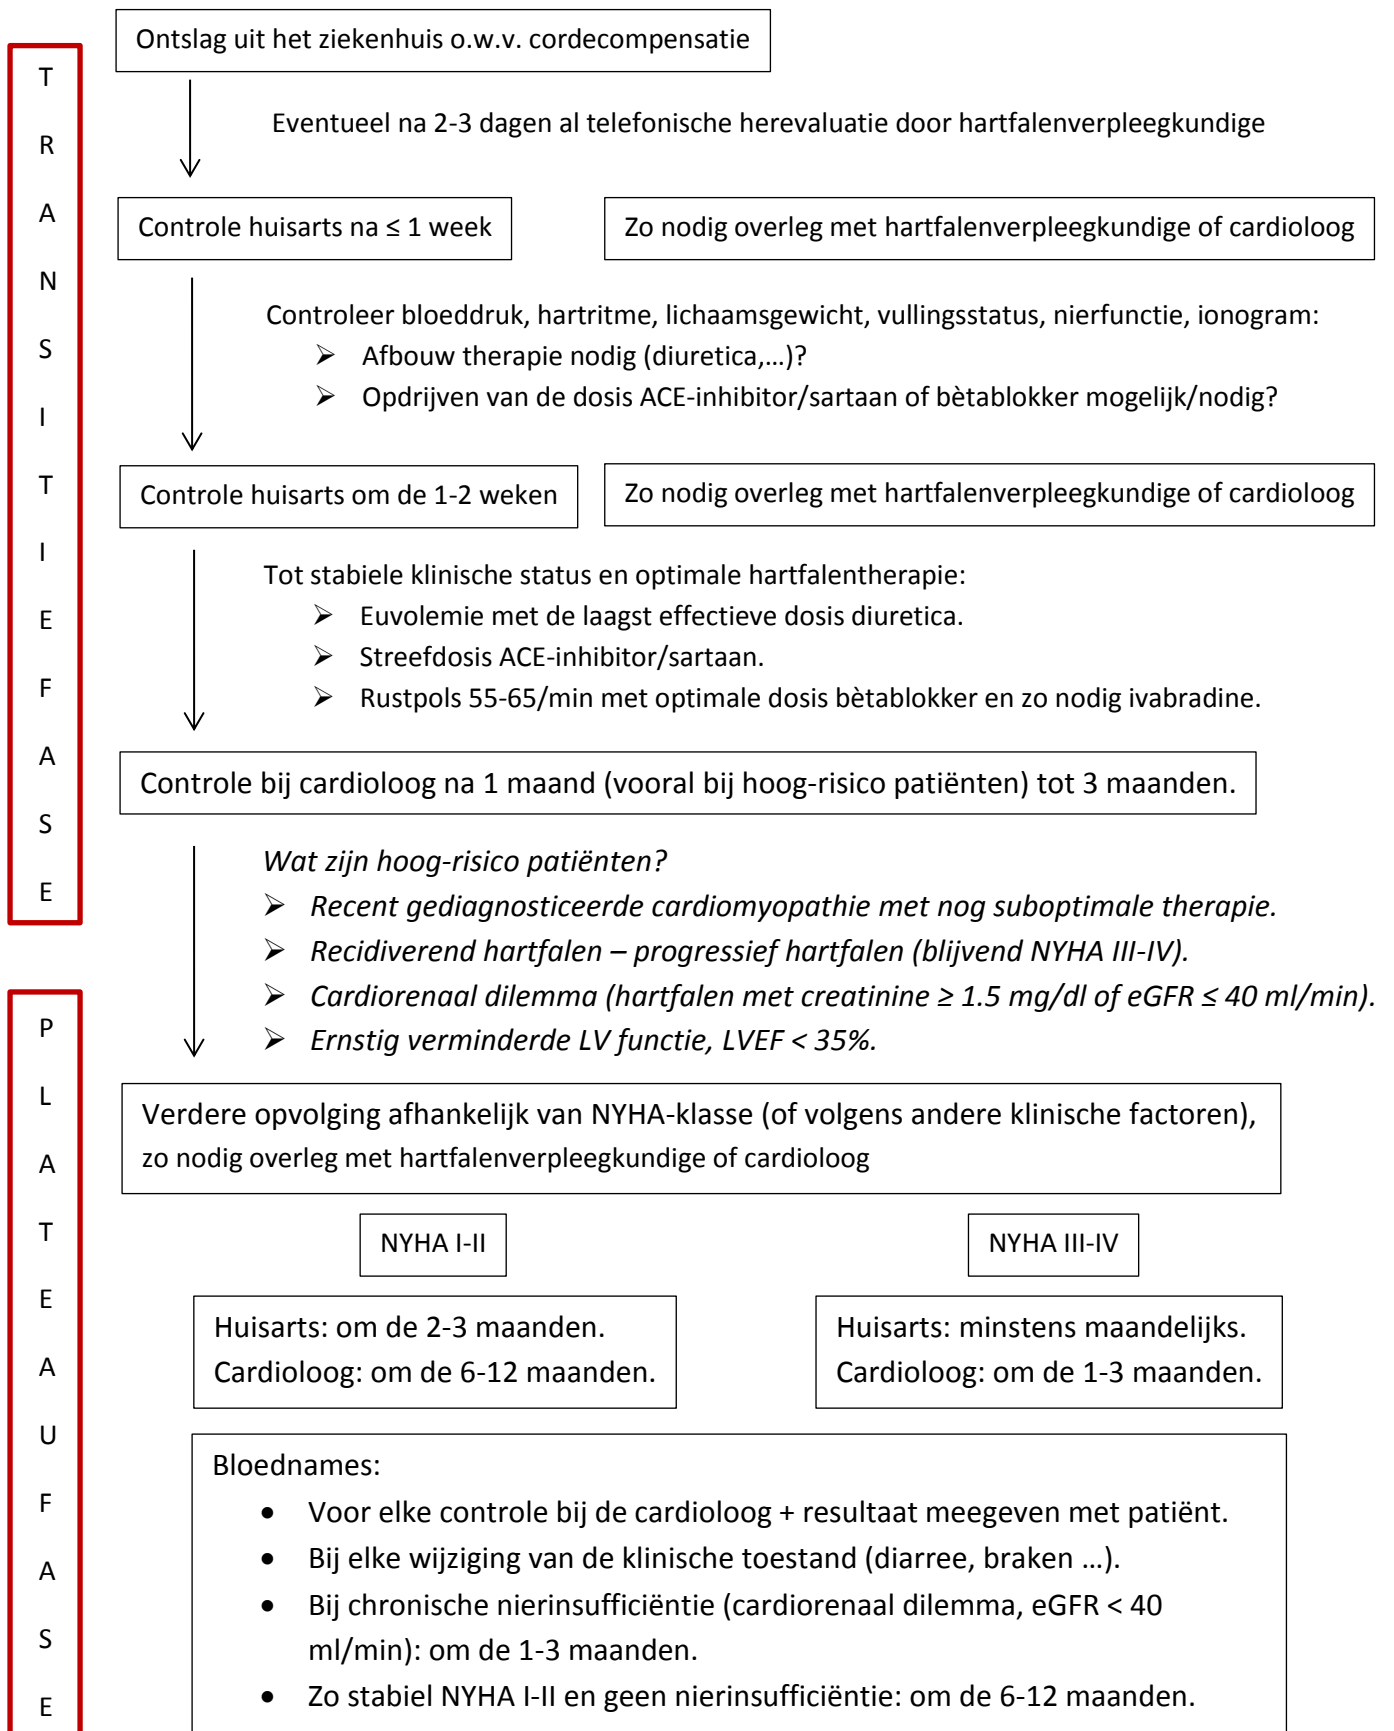 Ontslag uit het ziekenhuis o.w.v. cordecompensatie
Eventueel na 2-3 dagen al telefonische herevaluatie door hartfalenverpleegkundige
Controle huisarts na ≤ 1 week
Zo nodig overleg met hartfalenverpleegkundige of cardioloog
Controleer bloeddruk, hartritme, lichaamsgewicht, vullingsstatus, nierfunctie, ionogram:
➢ Afbouw therapie nodig (diuretica,…)?
➢ Opdrijven van de dosis ACE-inhibitor/sartaan of bètablokker mogelijk/nodig?
Controle huisarts om de 1-2 weken
Zo nodig overleg met hartfalenverpleegkundige of cardioloog
Tot stabiele klinische status en optimale hartfalentherapie:
➢ Euvolemie met de laagst effectieve dosis diuretica.
➢ Streefdosis ACE-inhibitor/sartaan.
➢ Rustpols 55-65/min met optimale dosis bètablokker en zo nodig ivabradine.
Controle bij cardioloog na 1 maand (vooral bij hoog-risico patiënten) tot 3 maanden.
T
R
A
N
S
I
T
I
E
F
A
S
E
Wat zijn hoog-risico patiënten?
➢ Recent gediagnosticeerde cardiomyopathie met nog suboptimale therapie.
➢ Recidiverend hartfalen – progressief hartfalen (blijvend NYHA III-IV).
➢ Cardiorenaal dilemma (hartfalen met creatinine ≥ 1.5 mg/dl of eGFR ≤ 40 ml/min).
➢ Ernstig verminderde LV functie, LVEF < 35%.
Verdere opvolging afhankelijk van NYHA-klasse (of volgens andere klinische factoren),
zo nodig overleg met hartfalenverpleegkundige of cardioloog
NYHA I-II
NYHA III-IV
Huisarts: om de 2-3 maanden.
Cardioloog: om de 6-12 maanden.
Huisarts: minstens maandelijks.
Cardioloog: om de 1-3 maanden.
Bloednames:
• Voor elke controle bij de cardioloog + resultaat meegeven met patiënt.
• Bij elke wijziging van de klinische toestand (diarree, braken …).
• Bij chronische nierinsufficiëntie (cardiorenaal dilemma, eGFR < 40
ml/min): om de 1-3 maanden.
• Zo stabiel NYHA I-II en geen nierinsufficiëntie: om de 6-12 maanden.
P
L
A
T
E
A
U
F
A
S
E